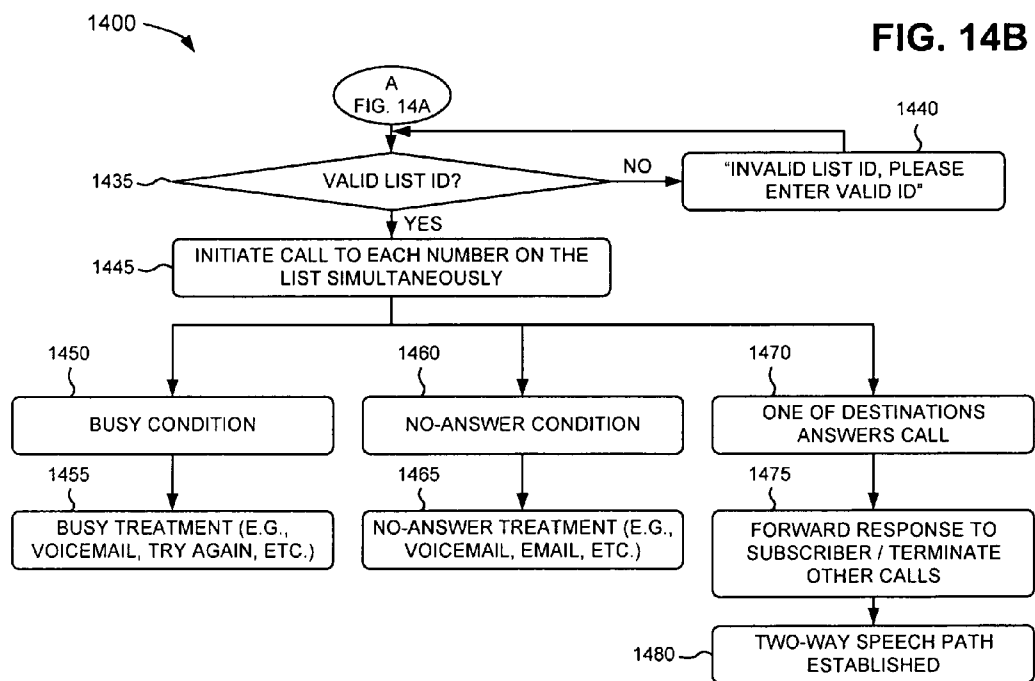 1400
FIG. 14B
A
FIG. 14A
1440
1435
VALID LIST ID?
NO
"INVALID LIST ID, PLEASE
ENTER VALID ID"
YES
1445
INITIATE CALL TO EACH NUMBER ON THE
LIST SIMULTANEOUSLY
1450
1460
1470
BUSY CONDITION
NO-ANSWER CONDITION
ONE OF DESTINATIONS
ANSWERS CALL
1455
1465
1475
BUSY TREATMENT (E.G.,
VOICEMAIL, TRY AGAIN, ETC.)
NO-ANSWER TREATMENT (E.G.,
VOICEMAIL, EMAIL, ETC.)
FORWARD RESPONSE TO
SUBSCRIBER / TERMINATE
OTHER CALLS
1480
TWO-WAY SPEECH PATH
ESTABLISHED